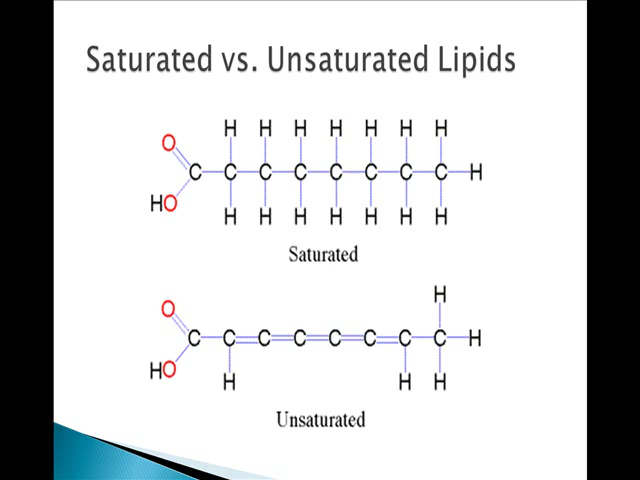 Saturated vs. Unsaturated Lipids
H H H H H H H
O
C C C C C C C C H
HO
H H H H H H H
Saturated
H
O
C C C C C C C C H
HO
H H H
Unsaturated